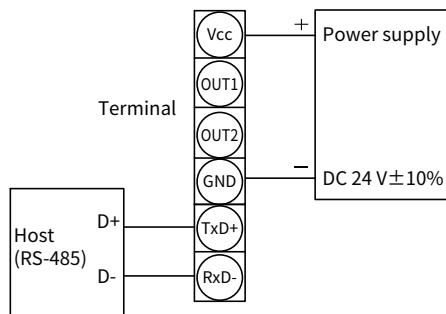 Vcc
+
Power supply
OUT1
Terminal
OUT2
GND
−
DC 24 V±10%
D+
TxD+
Host
(RS-485)
D-
RxD-